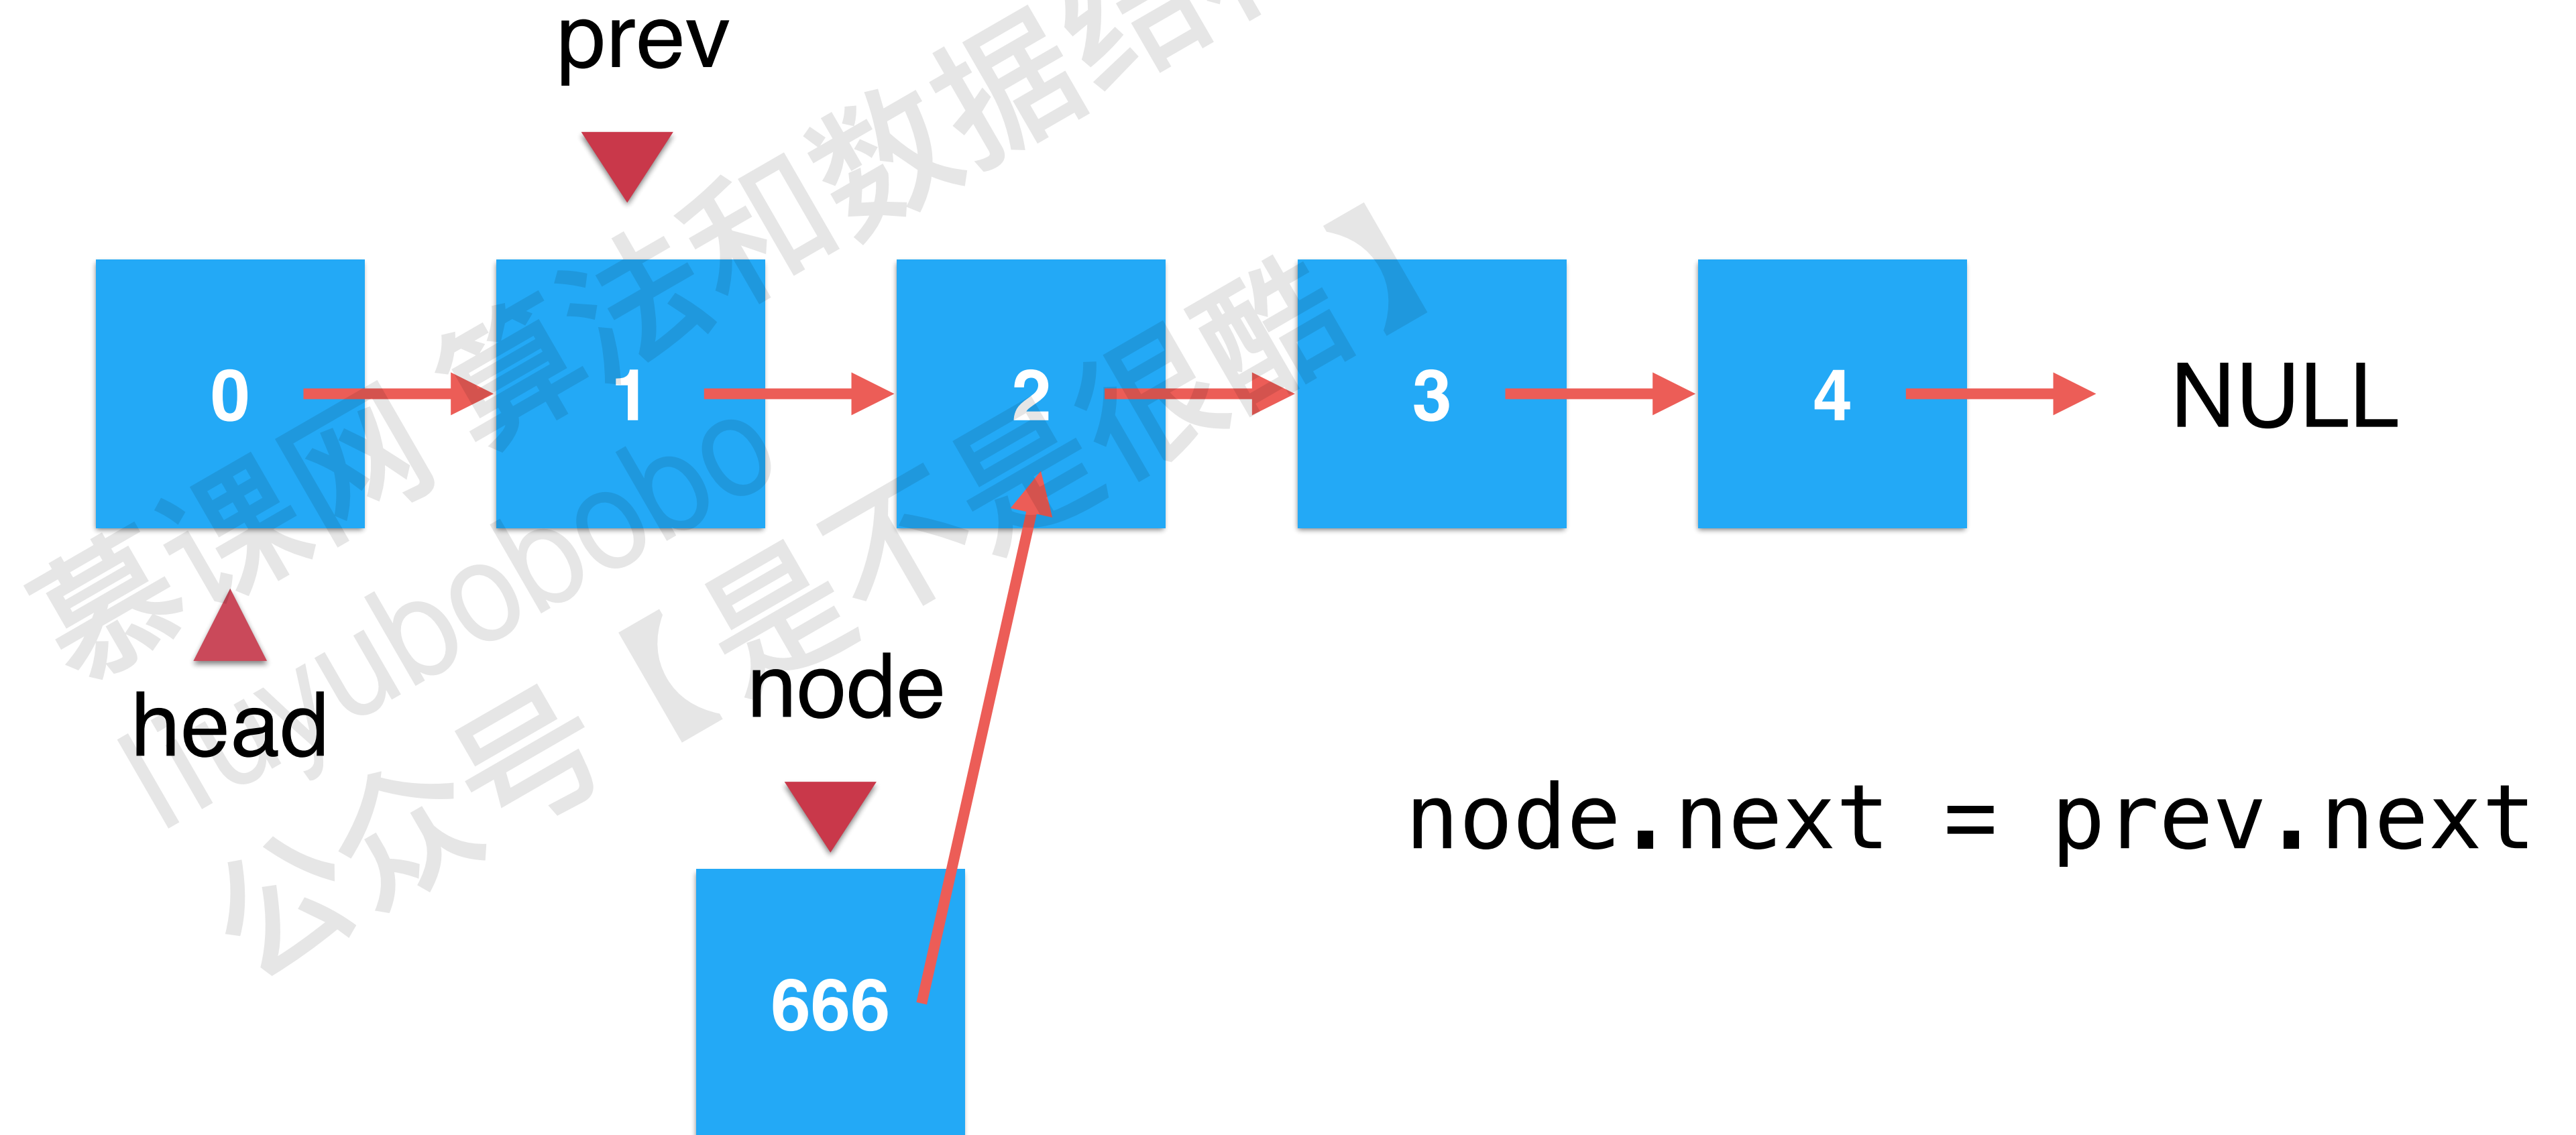 prev
0
1
2
3
4
NULL
head
node
666
node.next = prev.next
慕课网 算法和数据结
liuyubobobo
公众号【是不是很酷】